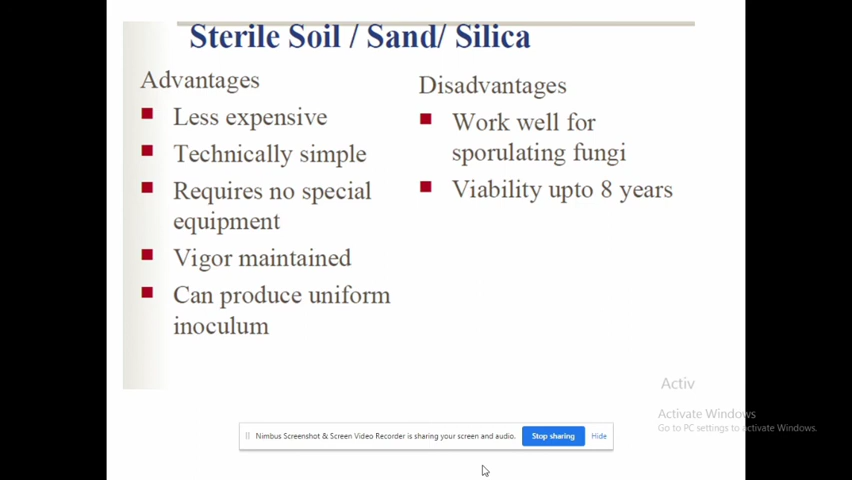 Sterile Soil / Sand/ Silica
Advantages
Less expensive
Technically simple
Requires no special
equipment
Vigor maintained
Can produce uniform
inoculum
Disadvantages
Work well for
sporulating fungi
Viability upto 8 years
Activ
Activate Windows
Go to PC settings to activate Windows.
Nimbus Screenshot & Screen Video Recorder is sharing your screen and audio.
Stop sharing
Hide